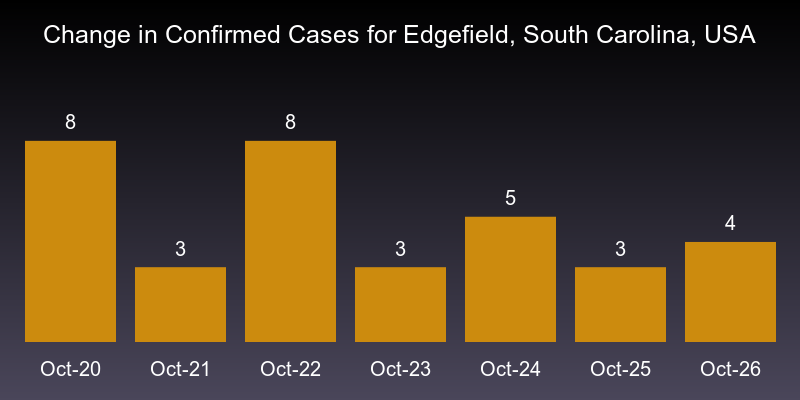 Change in Confirmed Cases for Edgefield, South Carolina, USA
8 3 8 3 5 3 4
Oct-20 Oct-21 Oct-22 Oct-23 Oct-24 Oct-25 Oct-26